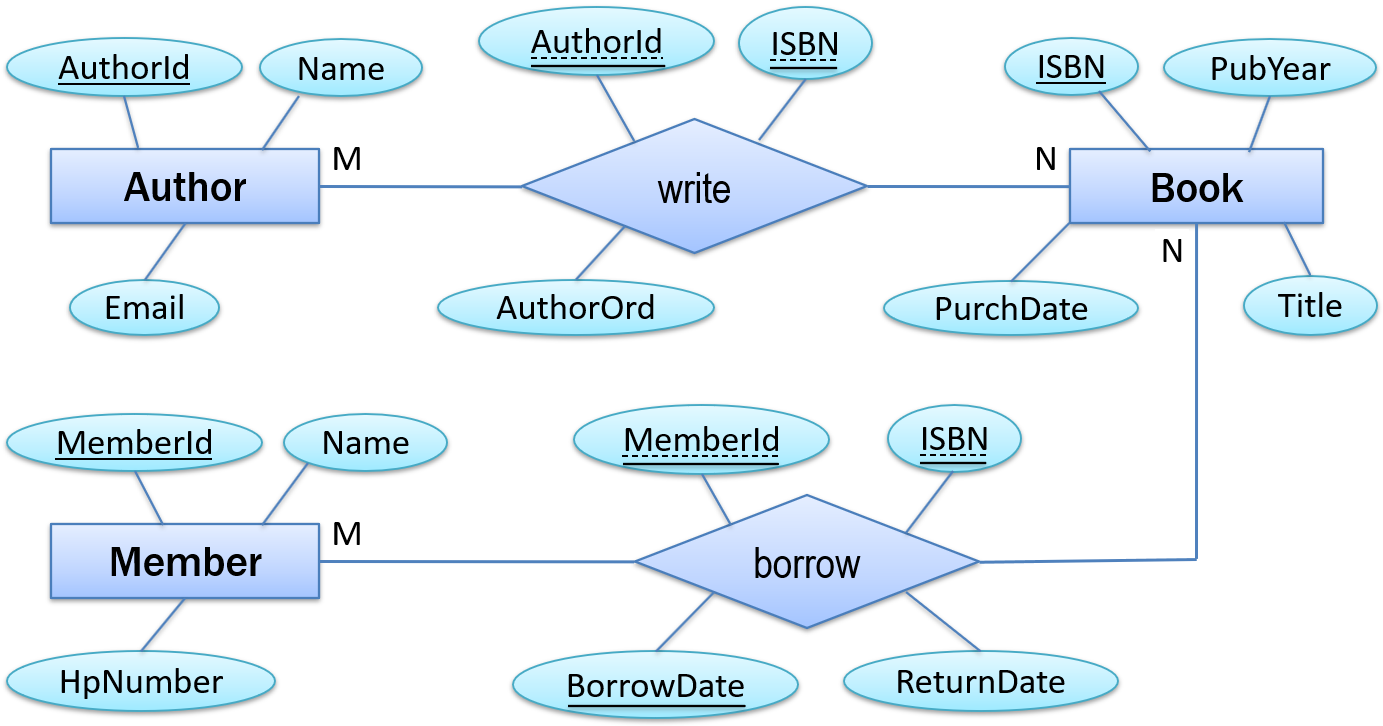 AuthorId
Name
AuthorId
ISBN
ISBN
PubYear
Author
M
write
N
Book
N
Email
AuthorOrd
PurchDate
Title
MemberId
Name
MemberId
ISBN
Member
M
borrow
HpNumber
BorrowDate
ReturnDate